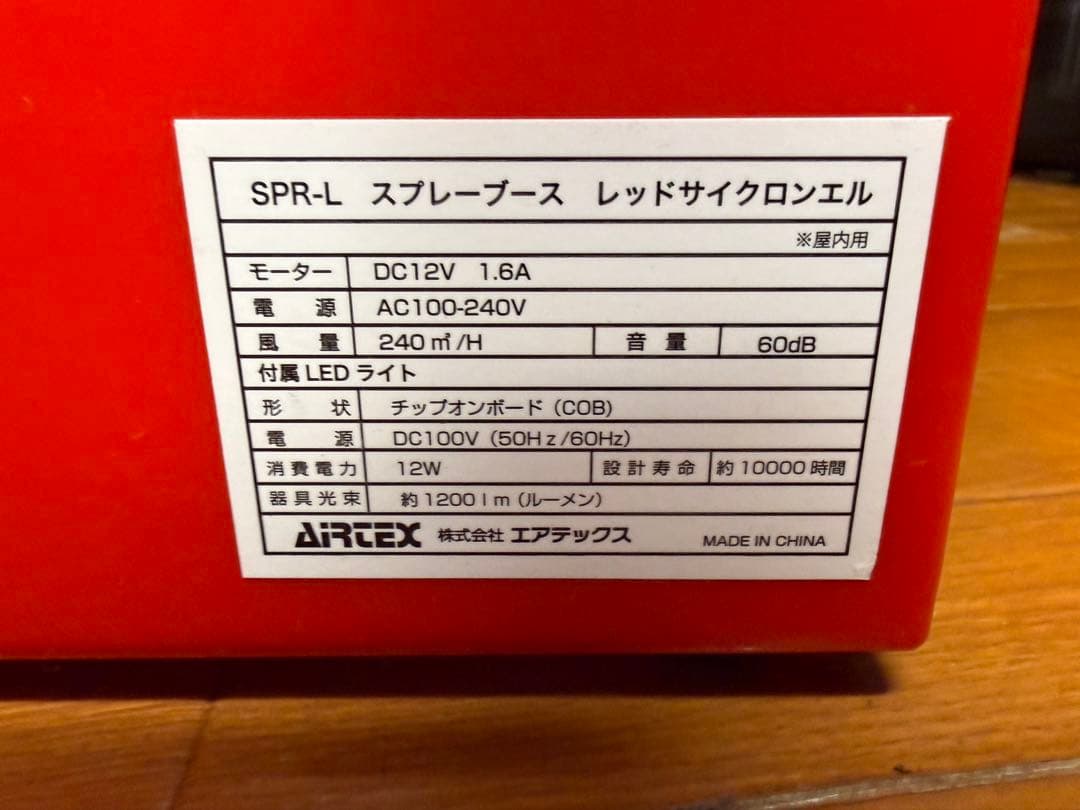 SPR-L スプレーブース レッドサイクロンエル
※屋内用
モーター DC12V 1.6A
電源 AC100-240V
風量 240㎥/H 音量 60dB
付属LEDライト
形状 チップオンボード（COB)
電源 DC100V（50Hz/60Hz）
消費電力 12W 設計寿命 約10000時間
器具光束 約1200lm（ルーメン）
AIRTEX 株式会社 エアテックス MADE IN CHINA